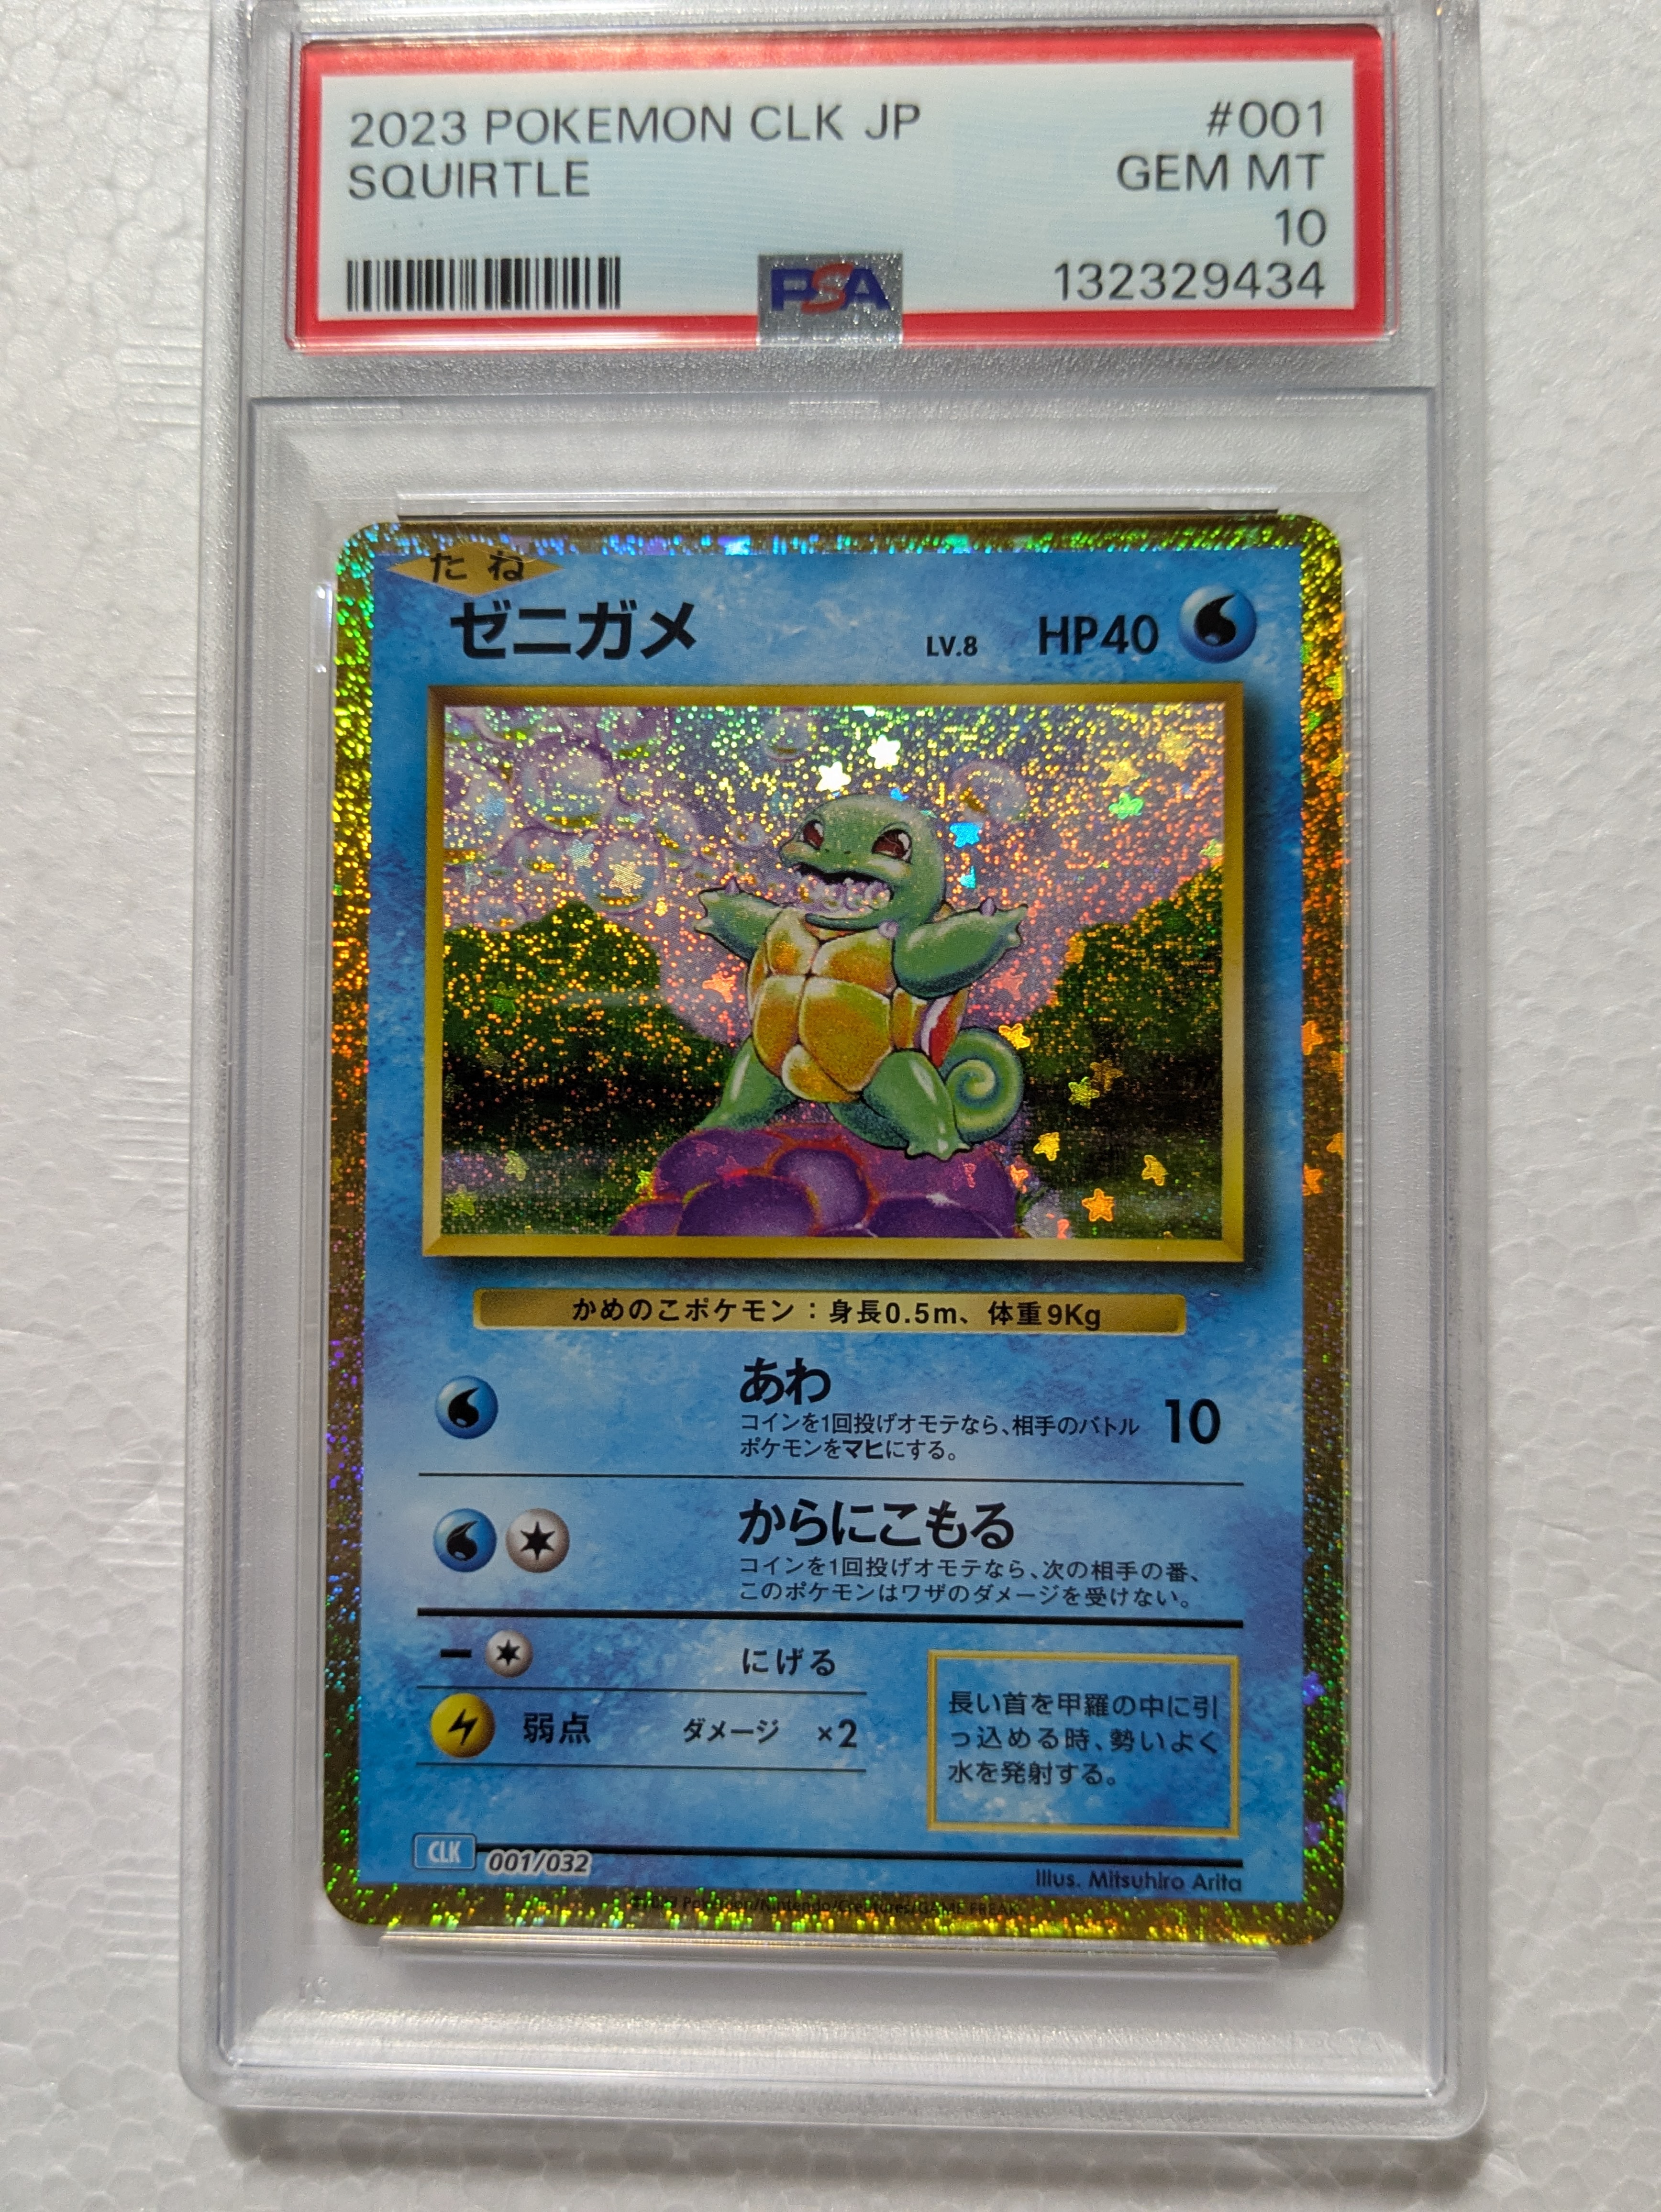 2023 POKEMON CLK JP #001
SQUIRTLE GEM MT
10
PSA 132329434
たね
ゼニガメ LV.8 HP40
かめのこポケモン：身長0.5m、体重9Kg
あわ 10
コインを1回投げオモテなら、相手のバトル
ポケモンをマヒにする。
からにこもる
コインを1回投げオモテなら、次の相手の番、
このポケモンはワザのダメージを受けない。
にげる
弱点 ダメージ ×2
長い首を甲羅の中に引
っ込める時、勢いよく
水を発射する。
CLK 001/032
Illus. Mitsuhiro Arita
©2023 Pokémon/Nintendo/Creatures/GAME FREAK